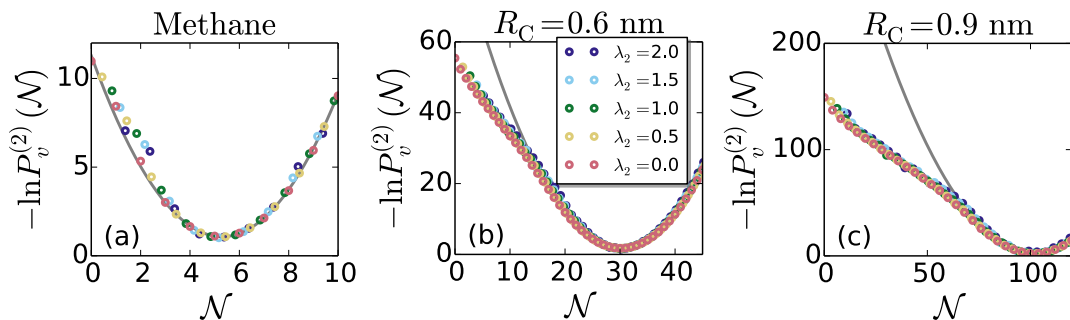 Methane
−lnP_v^(2) (𝒩)
10
5
0
(a)
0 2 4 6 8 10
𝒩
R_C=0.6 nm
−lnP_v^(2) (𝒩)
60
40
20
0
λ_2=2.0
λ_2=1.5
λ_2=1.0
λ_2=0.5
λ_2=0.0
(b)
0 10 20 30 40
𝒩
R_C=0.9 nm
−lnP_v^(2) (𝒩)
200
100
0
(c)
0 50 100
𝒩